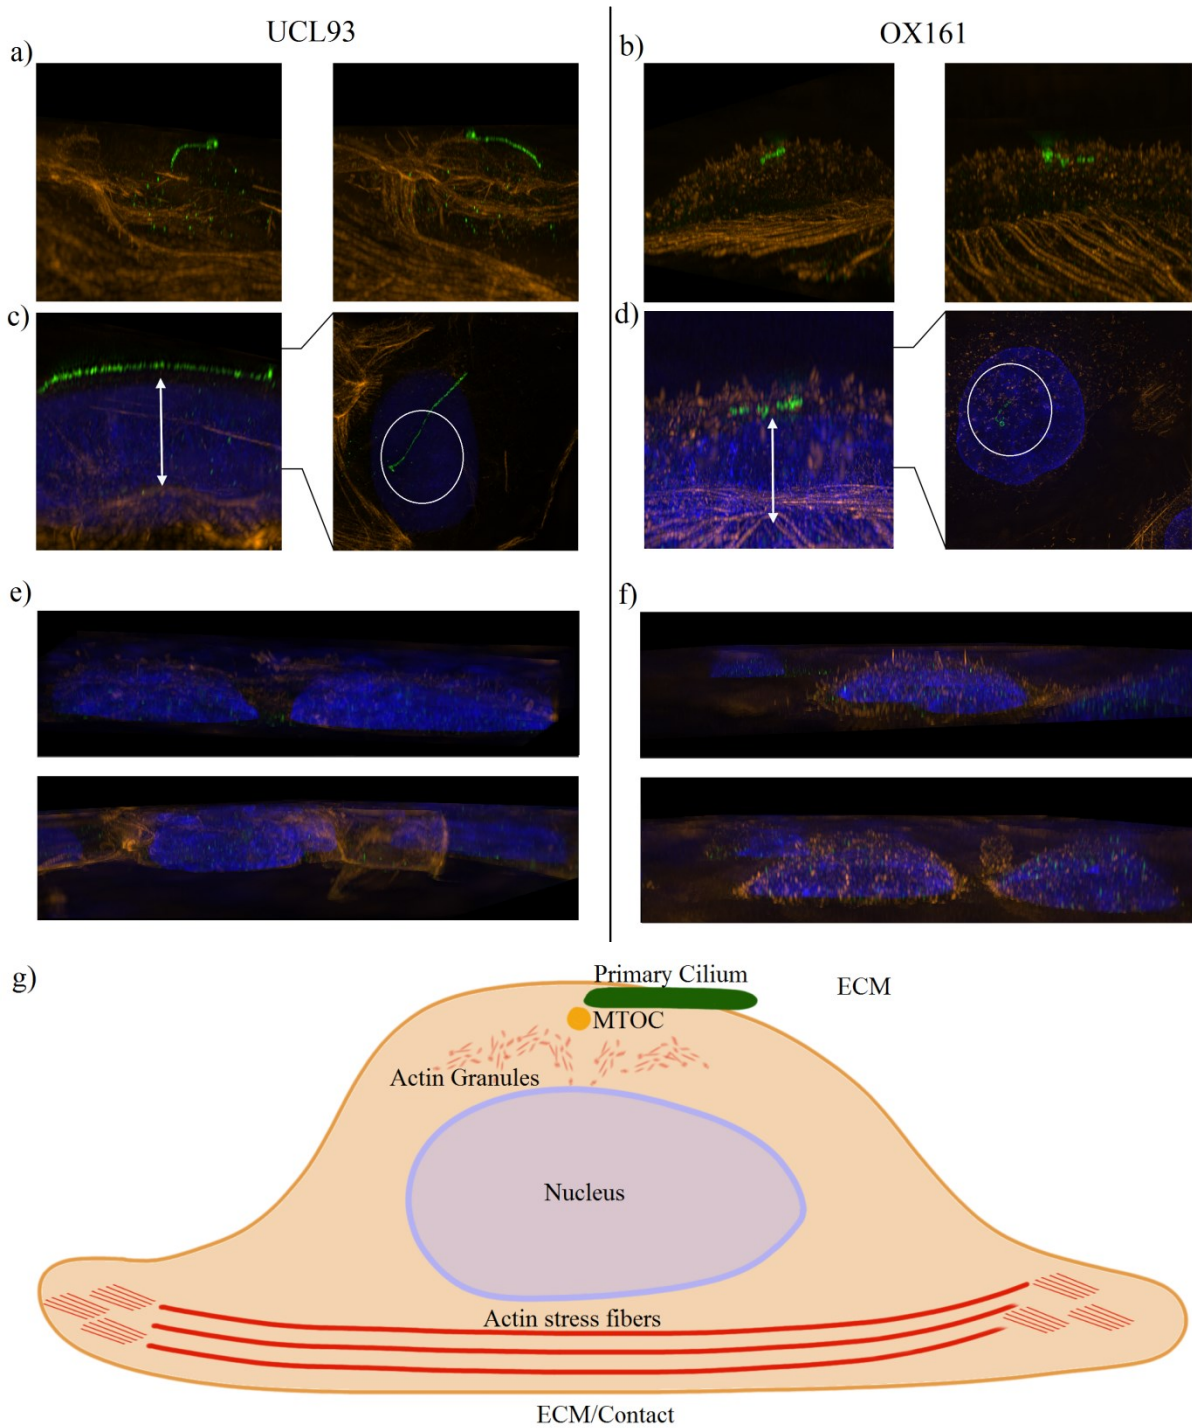 UCL93
OX161
a)
b)
c)
d)
e)
f)
g)
Primary Cilium
ECM
MTOC
Actin Granules
Nucleus
Actin stress fibers
ECM/Contact